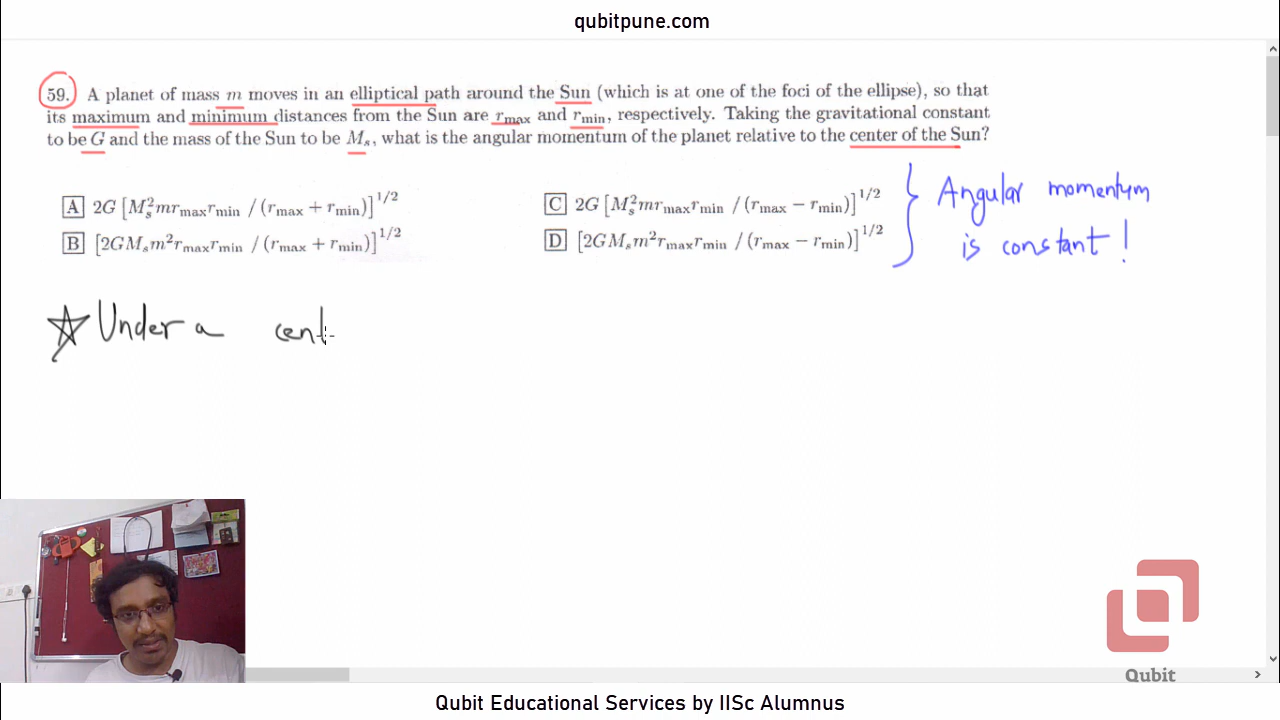 qubitpune.com
59. A planet of mass m moves in an elliptical path around the Sun (which is at one of the foci of the ellipse), so that
its maximum and minimum distances from the Sun are r_max and r_min, respectively. Taking the gravitational constant
to be G and the mass of the Sun to be M_s, what is the angular momentum of the planet relative to the center of the Sun?
A 2G [M_s^2 m r_max r_min / (r_max + r_min)]^1/2
B [2GM_s m^2 r_max r_min / (r_max + r_min)]^1/2
C 2G [M_s^2 m r_max r_min / (r_max − r_min)]^1/2
D [2GM_s m^2 r_max r_min / (r_max − r_min)]^1/2
Angular momentum
is constant!
Under a cent
Qubit
Qubit Educational Services by IISc Alumnus